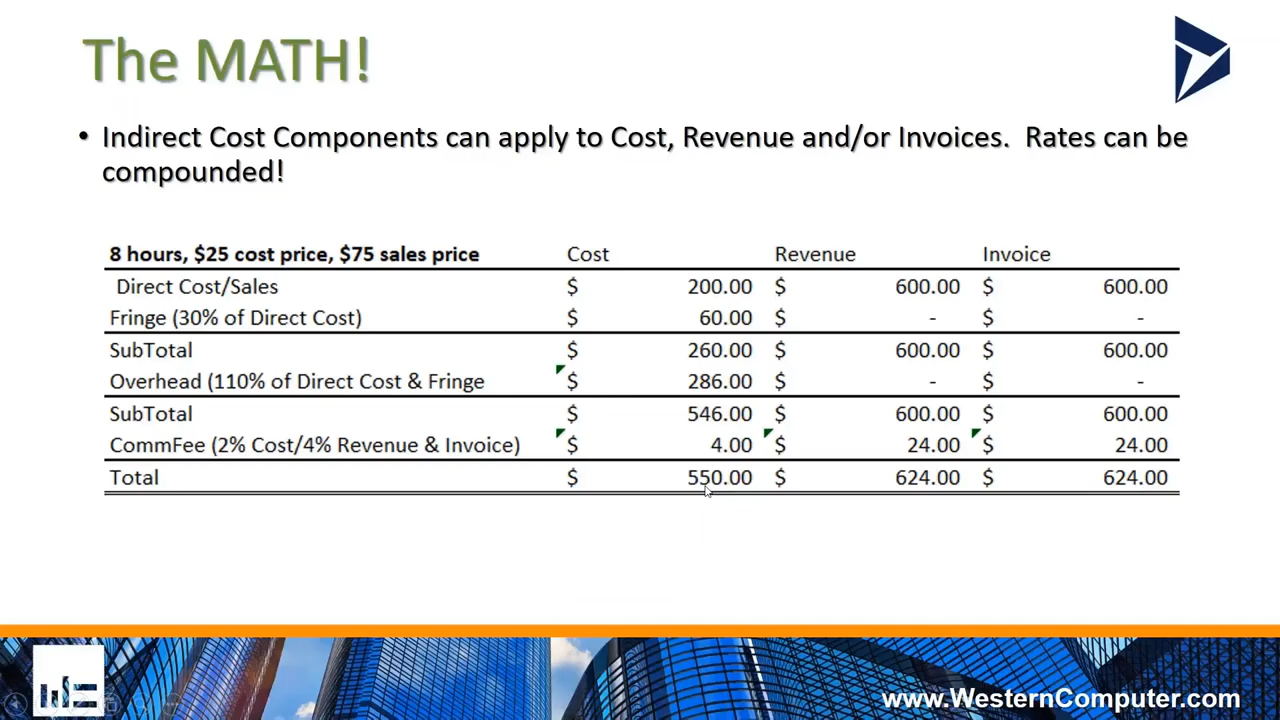 The MATH!
• Indirect Cost Components can apply to Cost, Revenue and/or Invoices. Rates can be
compounded!
8 hours, $25 cost price, $75 sales price Cost Revenue Invoice
Direct Cost/Sales $ 200.00 $ 600.00 $ 600.00
Fringe (30% of Direct Cost) $ 60.00 $ - $ -
SubTotal $ 260.00 $ 600.00 $ 600.00
Overhead (110% of Direct Cost & Fringe $ 286.00 $ - $ -
SubTotal $ 546.00 $ 600.00 $ 600.00
CommFee (2% Cost/4% Revenue & Invoice) $ 4.00 $ 24.00 $ 24.00
Total $ 550.00 $ 624.00 $ 624.00
www.WesternComputer.com